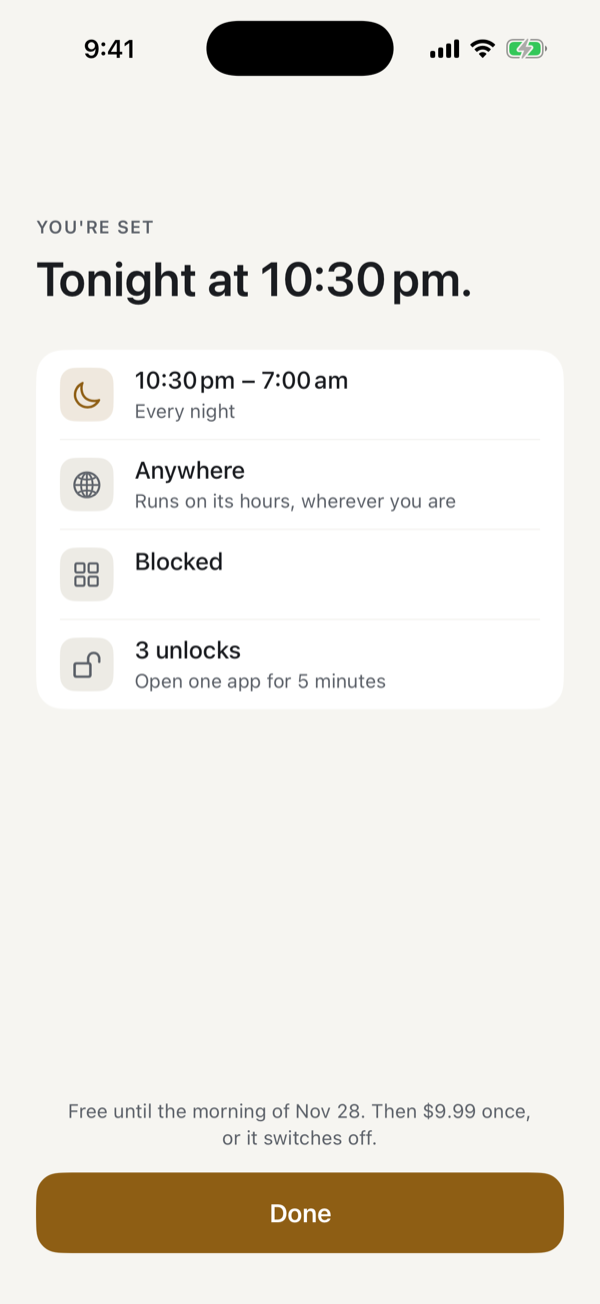 9:41
YOU'RE SET
Tonight at 10:30 pm.
10:30 pm – 7:00 am
Every night
Anywhere
Runs on its hours, wherever you are
Blocked
3 unlocks
Open one app for 5 minutes
Free until the morning of Nov 28. Then $9.99 once,
or it switches off.
Done